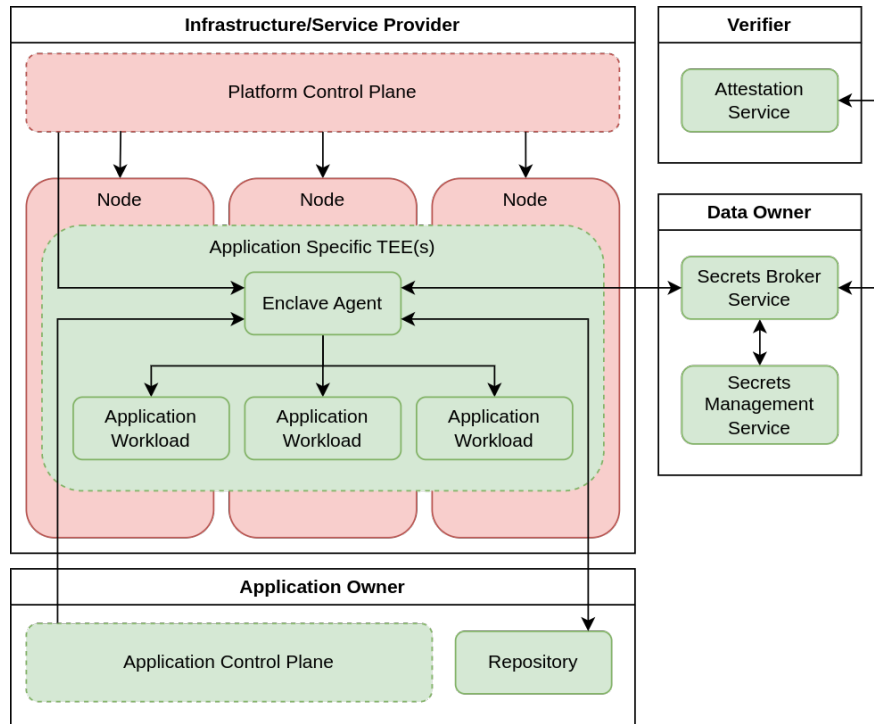 Infrastructure/Service Provider
Platform Control Plane
Node
Node
Node
Application Specific TEE(s)
Enclave Agent
Application
Workload
Application
Workload
Application
Workload
Verifier
Attestation
Service
Data Owner
Secrets Broker
Service
Secrets
Management
Service
Application Owner
Application Control Plane
Repository